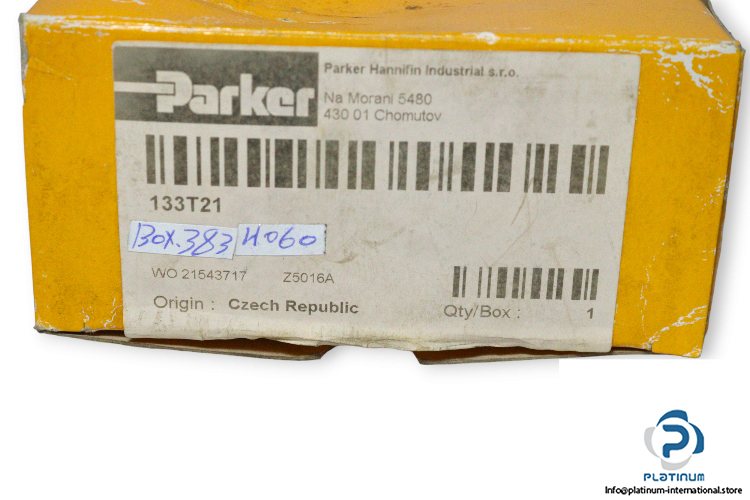 Parker
Parker Hannifin Industrial s.r.o.
Na Morani 5480
430 01 Chomutov
133T21
BOX.383 H060
WO 21543717 Z5016A
Origin : Czech Republic
Qty/Box : 1
PLATINUM
Info@platinum-international.store